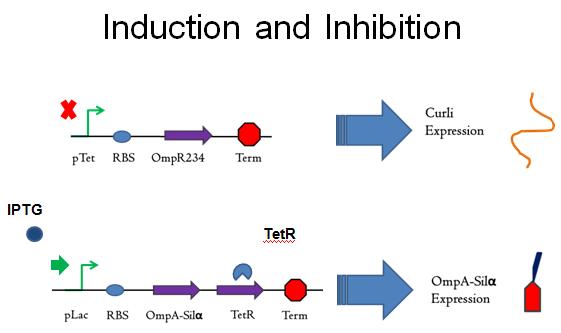 Induction and Inhibition
Curli
Expression
pTet RBS OmpR234 Term
IPTG
TetR
OmpA-Silα
Expression
pLac RBS OmpA-Silα TetR Term